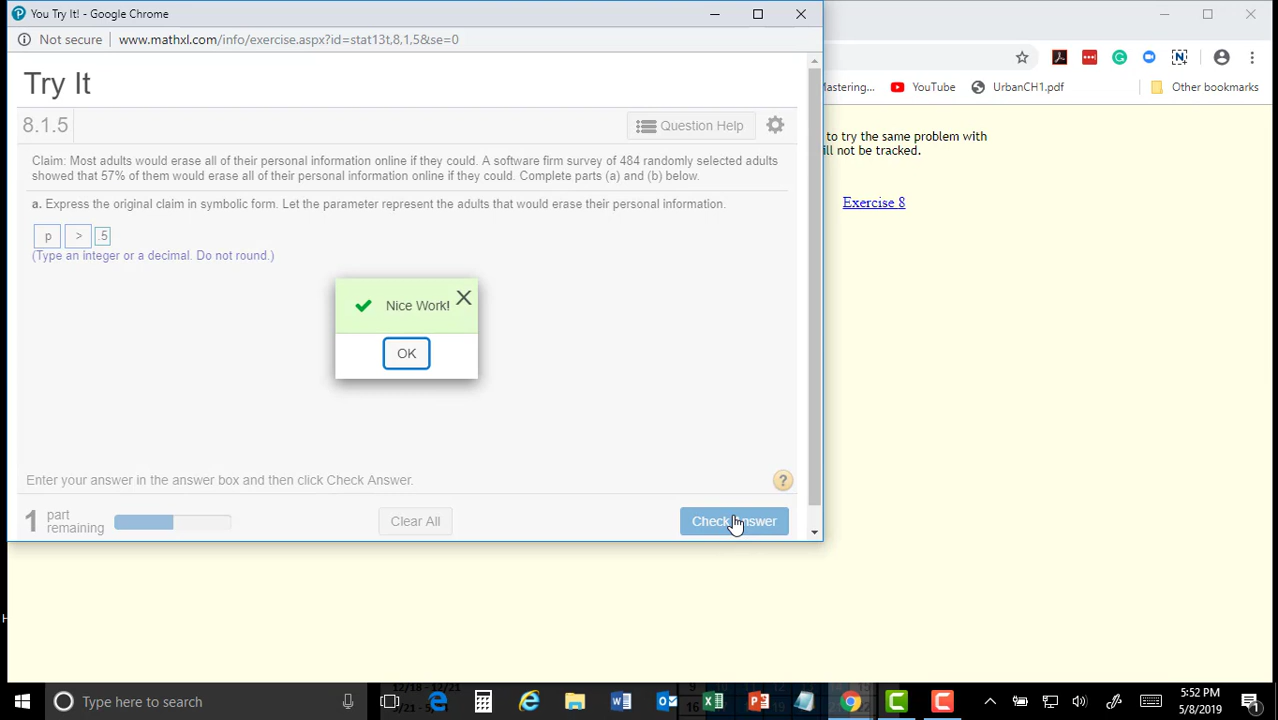 You Try It! - Google Chrome
Not secure | www.mathxl.com/info/exercise.aspx?id=stat13t,8,1,5&se=0
Mastering... YouTube UrbanCH1.pdf Other bookmarks
Try It
8.1.5 Question Help
to try the same problem with
ill not be tracked.
Exercise 8
Claim: Most adults would erase all of their personal information online if they could. A software firm survey of 484 randomly selected adults
showed that 57% of them would erase all of their personal information online if they could. Complete parts (a) and (b) below.
a. Express the original claim in symbolic form. Let the parameter represent the adults that would erase their personal information.
p > .5
(Type an integer or a decimal. Do not round.)
Nice Work!
OK
Enter your answer in the answer box and then click Check Answer. ?
1 part
remaining
Clear All
Check Answer
12/18 - 12/21 9
16
Type here to search
5:52 PM
5/8/2019